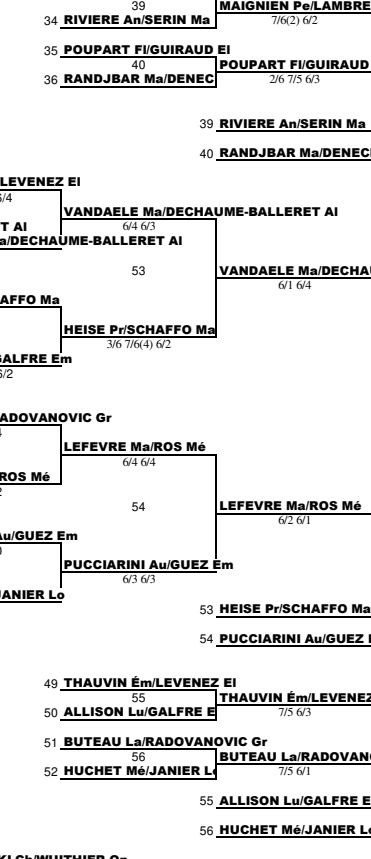 39 MAIGNIEN Pe/LAMBRE
34 RIVIERE An/SERIN Ma 7/6(2) 6/2
35 POUPART Fl/GUIRAUD El
40 POUPART Fl/GUIRAUD
36 RANDJBAR Ma/DENEC 2/6 7/5 6/3
39 RIVIERE An/SERIN Ma
40 RANDJBAR Ma/DENEC
LEVENEZ El
6/4
VANDAELE Ma/DECHAUME-BALLERET Al
T Al 6/4 6/3
a/DECHAUME-BALLERET Al
53 VANDAELE Ma/DECHAU
6/1 6/4
AFFO Ma
HEISE Pr/SCHAFFO Ma
3/6 7/6(4) 6/2
GALFRE Em
6/2
RADOVANOVIC Gr
LEFEVRE Ma/ROS Mé
6/4 6/4
ROS Mé
54 LEFEVRE Ma/ROS Mé
6/2 6/1
Au/GUEZ Em
PUCCIARINI Au/GUEZ Em
6/3 6/3
JANIER Lo
53 HEISE Pr/SCHAFFO Ma
54 PUCCIARINI Au/GUEZ
49 THAUVIN Ém/LEVENEZ El
55 THAUVIN Ém/LEVENEZ
50 ALLISON Lu/GALFRE E 7/5 6/3
51 BUTEAU La/RADOVANOVIC Gr
56 BUTEAU La/RADOVANO
52 HUCHET Mé/JANIER Lo 7/5 6/1
55 ALLISON Lu/GALFRE E
56 HUCHET Mé/JANIER Lo